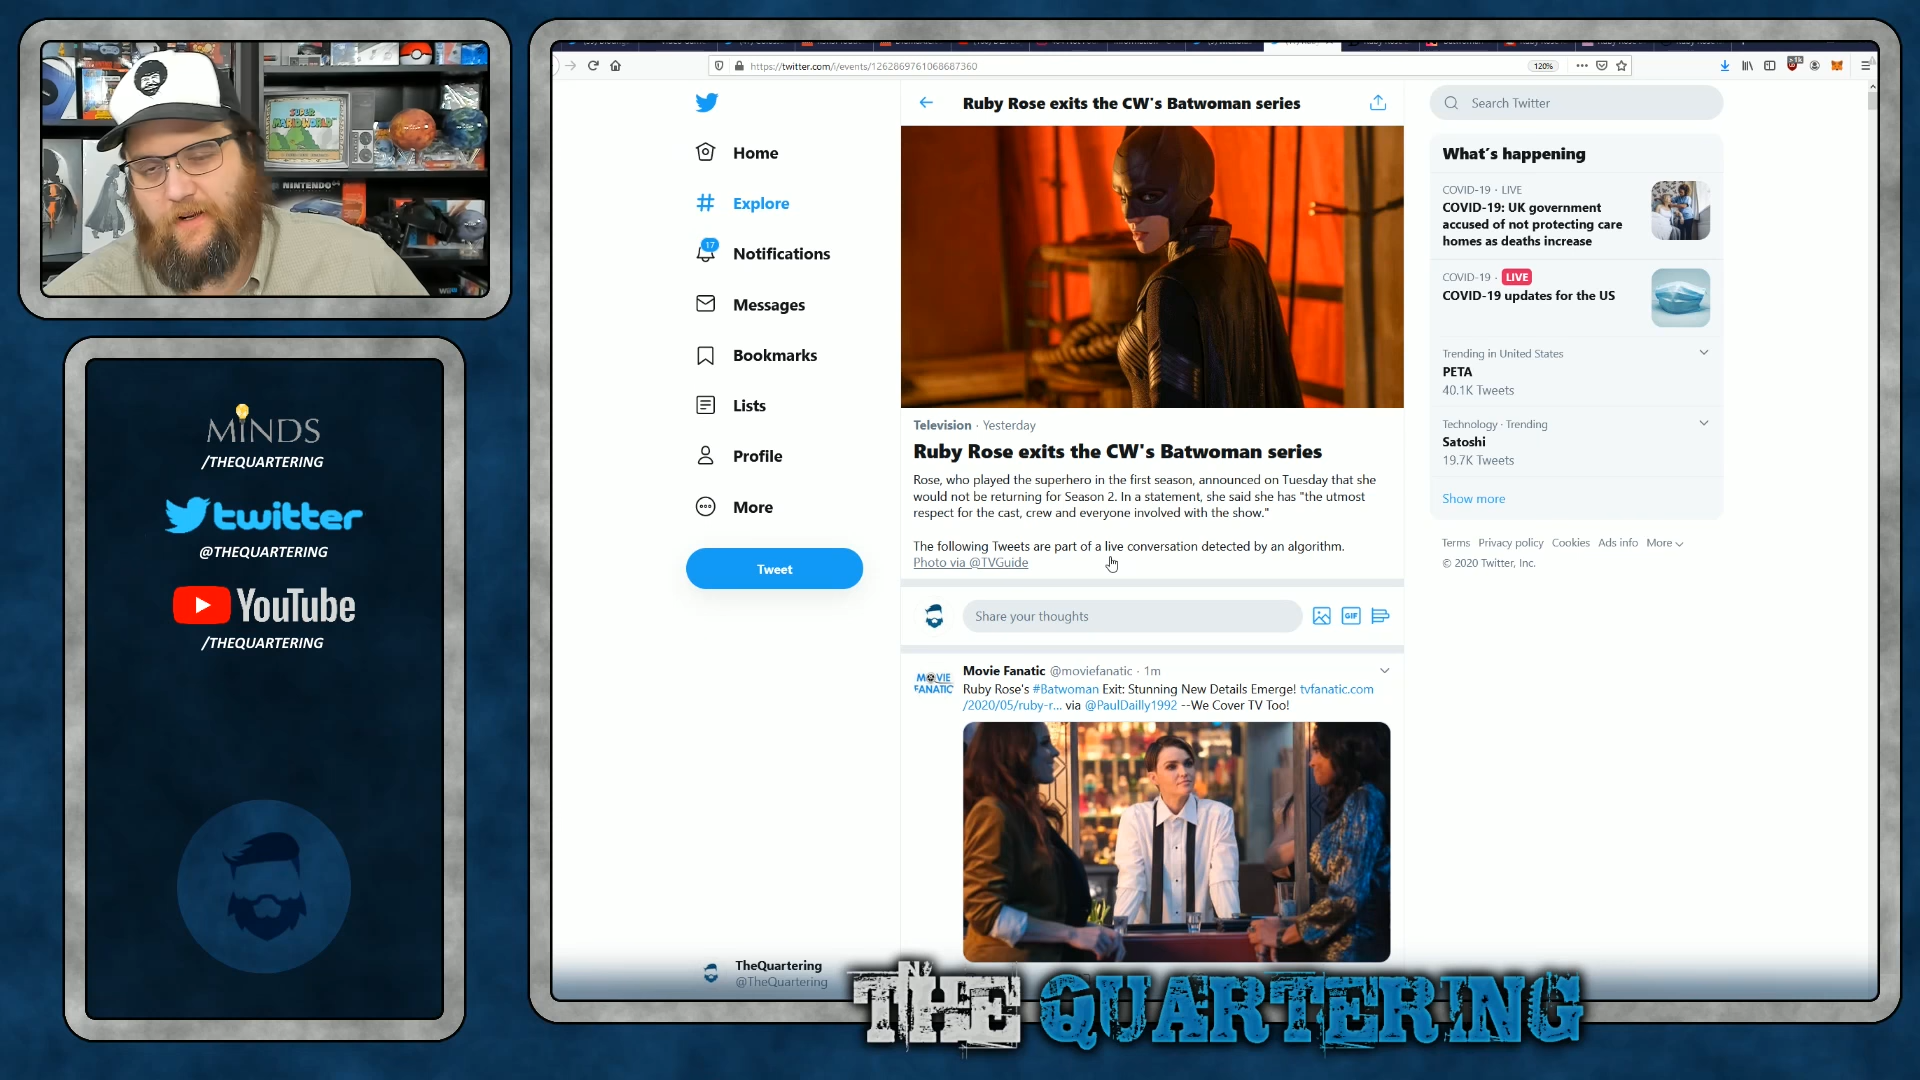 SUPER
MARIO WORLD
NINTENDO
Wii
MINDS
/THEQUARTERING
twitter
@THEQUARTERING
YouTube
/THEQUARTERING
https://twitter.com/i/events/1262869761068687360
120%
Ruby Rose exits the CW's Batwoman series
Search Twitter
Home
Explore
17
Notifications
Messages
Bookmarks
Lists
Profile
More
Tweet
TheQuartering
@TheQuartering
Television · Yesterday
Ruby Rose exits the CW's Batwoman series
Rose, who played the superhero in the first season, announced on Tuesday that she
would not be returning for Season 2. In a statement, she said she has "the utmost
respect for the cast, crew and everyone involved with the show."
The following Tweets are part of a live conversation detected by an algorithm.
Photo via @TVGuide
Share your thoughts
GIF
MOVIE
FANATIC
Movie Fanatic @moviefanatic · 1m
Ruby Rose's #Batwoman Exit: Stunning New Details Emerge! tvfanatic.com
/2020/05/ruby-r... via @PaulDailly1992 --We Cover TV Too!
What's happening
COVID-19 · LIVE
COVID-19: UK government
accused of not protecting care
homes as deaths increase
COVID-19 · LIVE
COVID-19 updates for the US
Trending in United States
PETA
40.1K Tweets
Technology · Trending
Satoshi
19.7K Tweets
Show more
Terms Privacy policy Cookies Ads info More
© 2020 Twitter, Inc.
THE QUARTERING